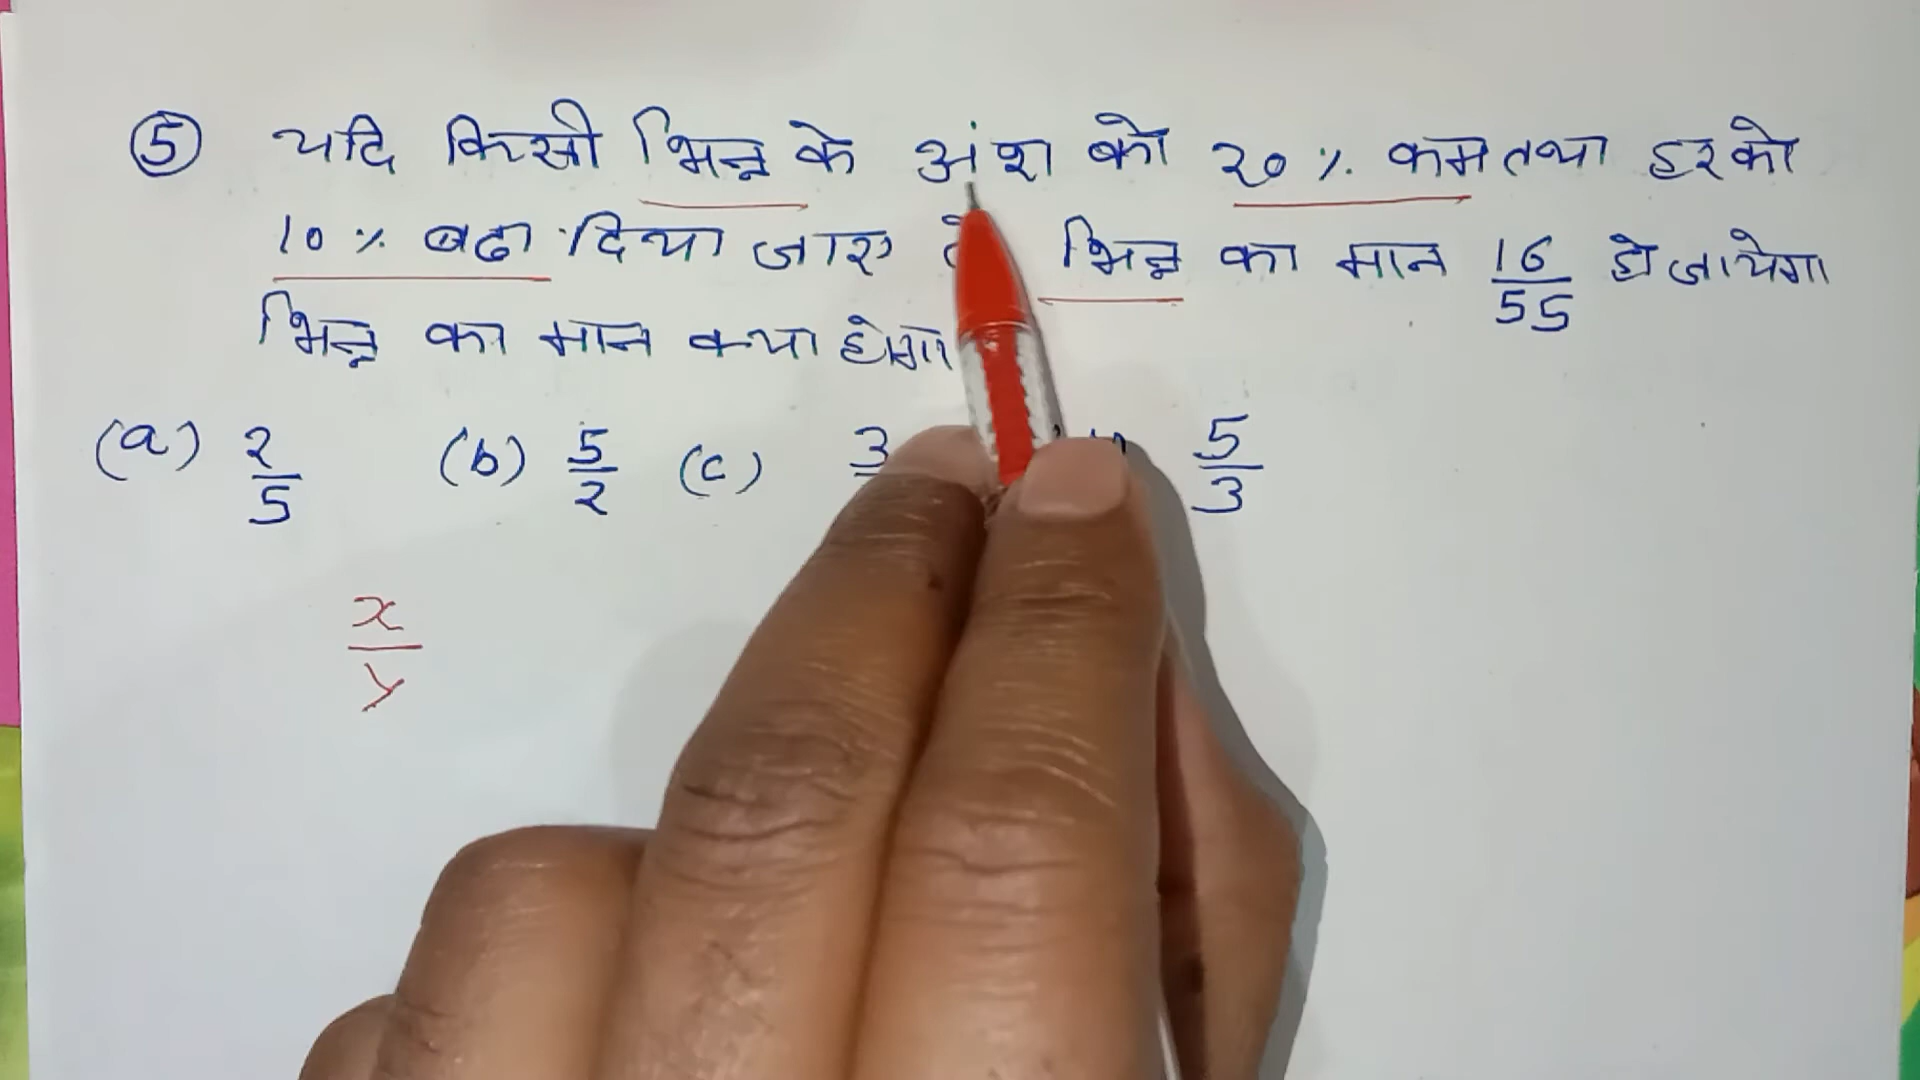 ⑤ यदि किसी भिन्न के अंश को 20 % कम तथा हर को
10 % बढा दिया जाए भिन्न का मान 16/55 हो जायेगा
भिन्न का मान क्या होगा
(a) 2/5 (b) 5/2 (c) 3 5/3
x/y